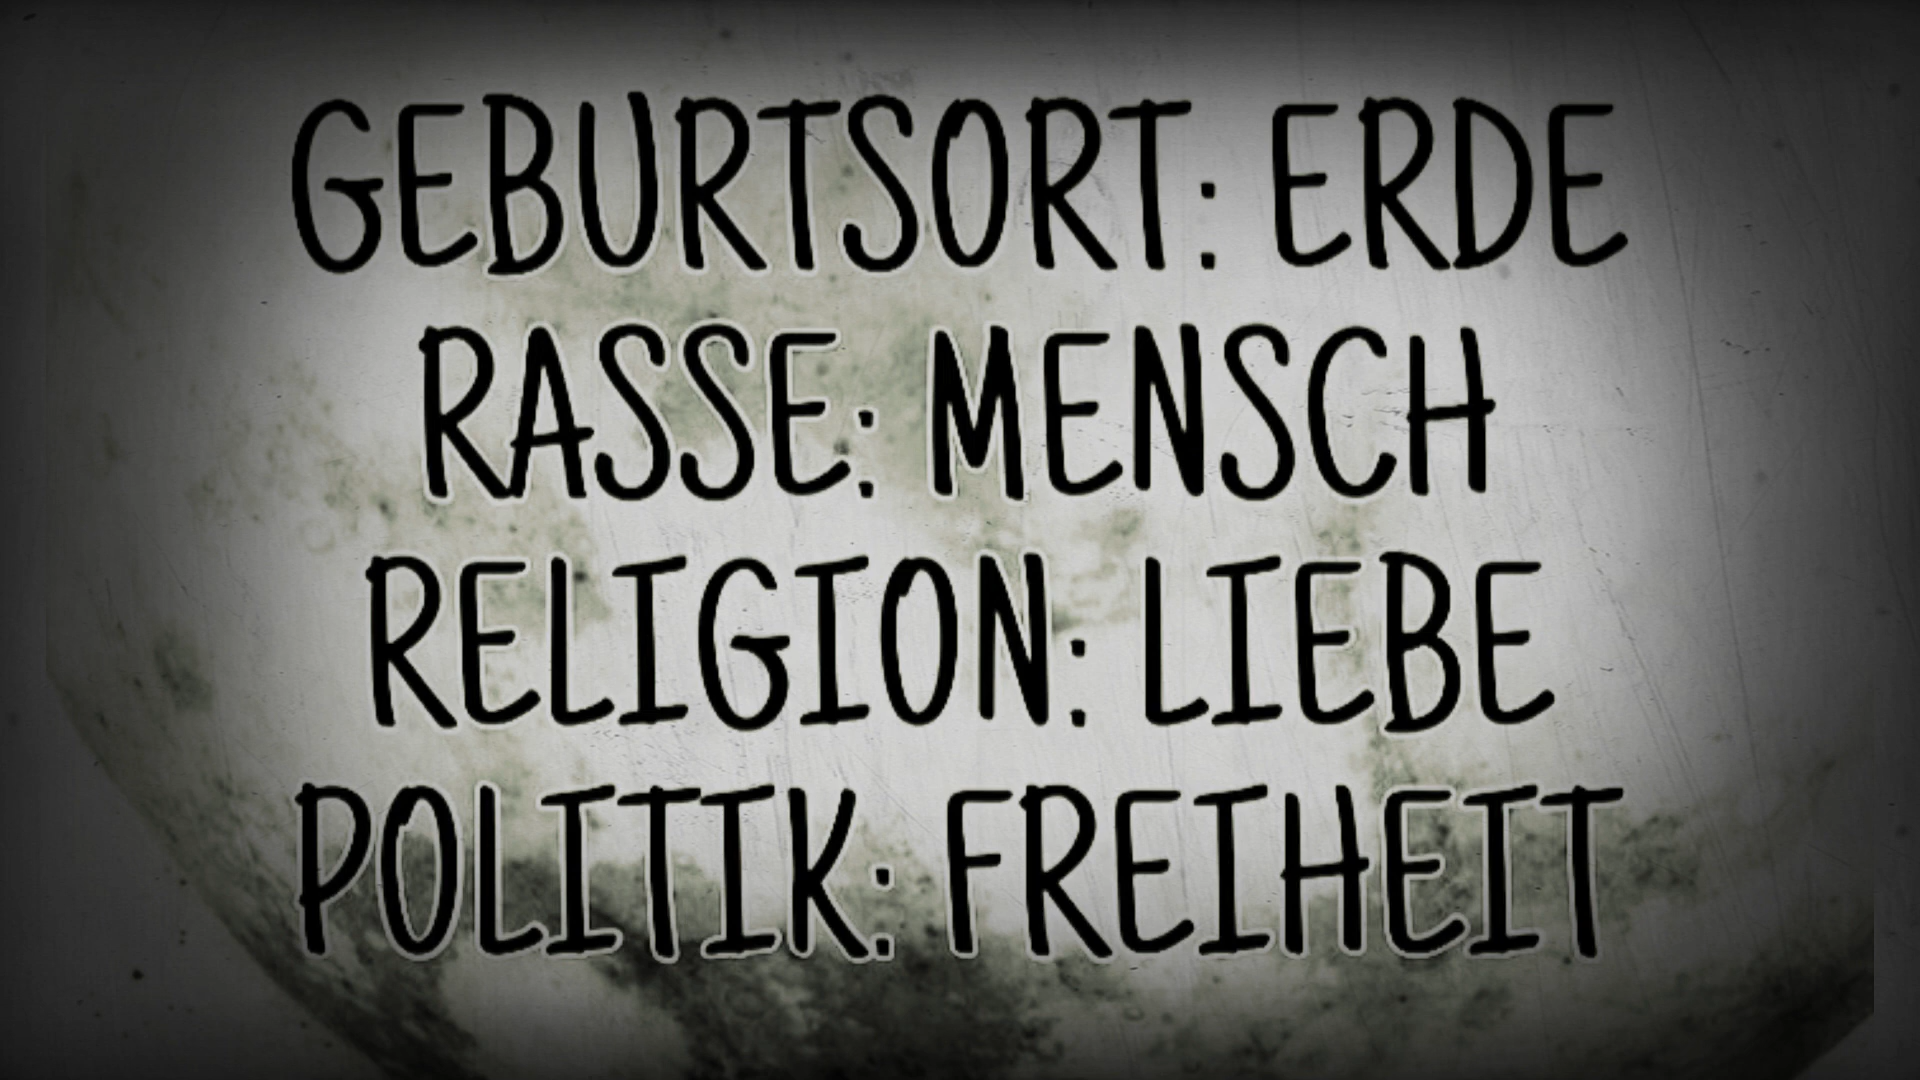 GEBURTSORT: ERDE
RASSE: MENSCH
RELIGION: LIEBE
POLITIK: FREIHEIT